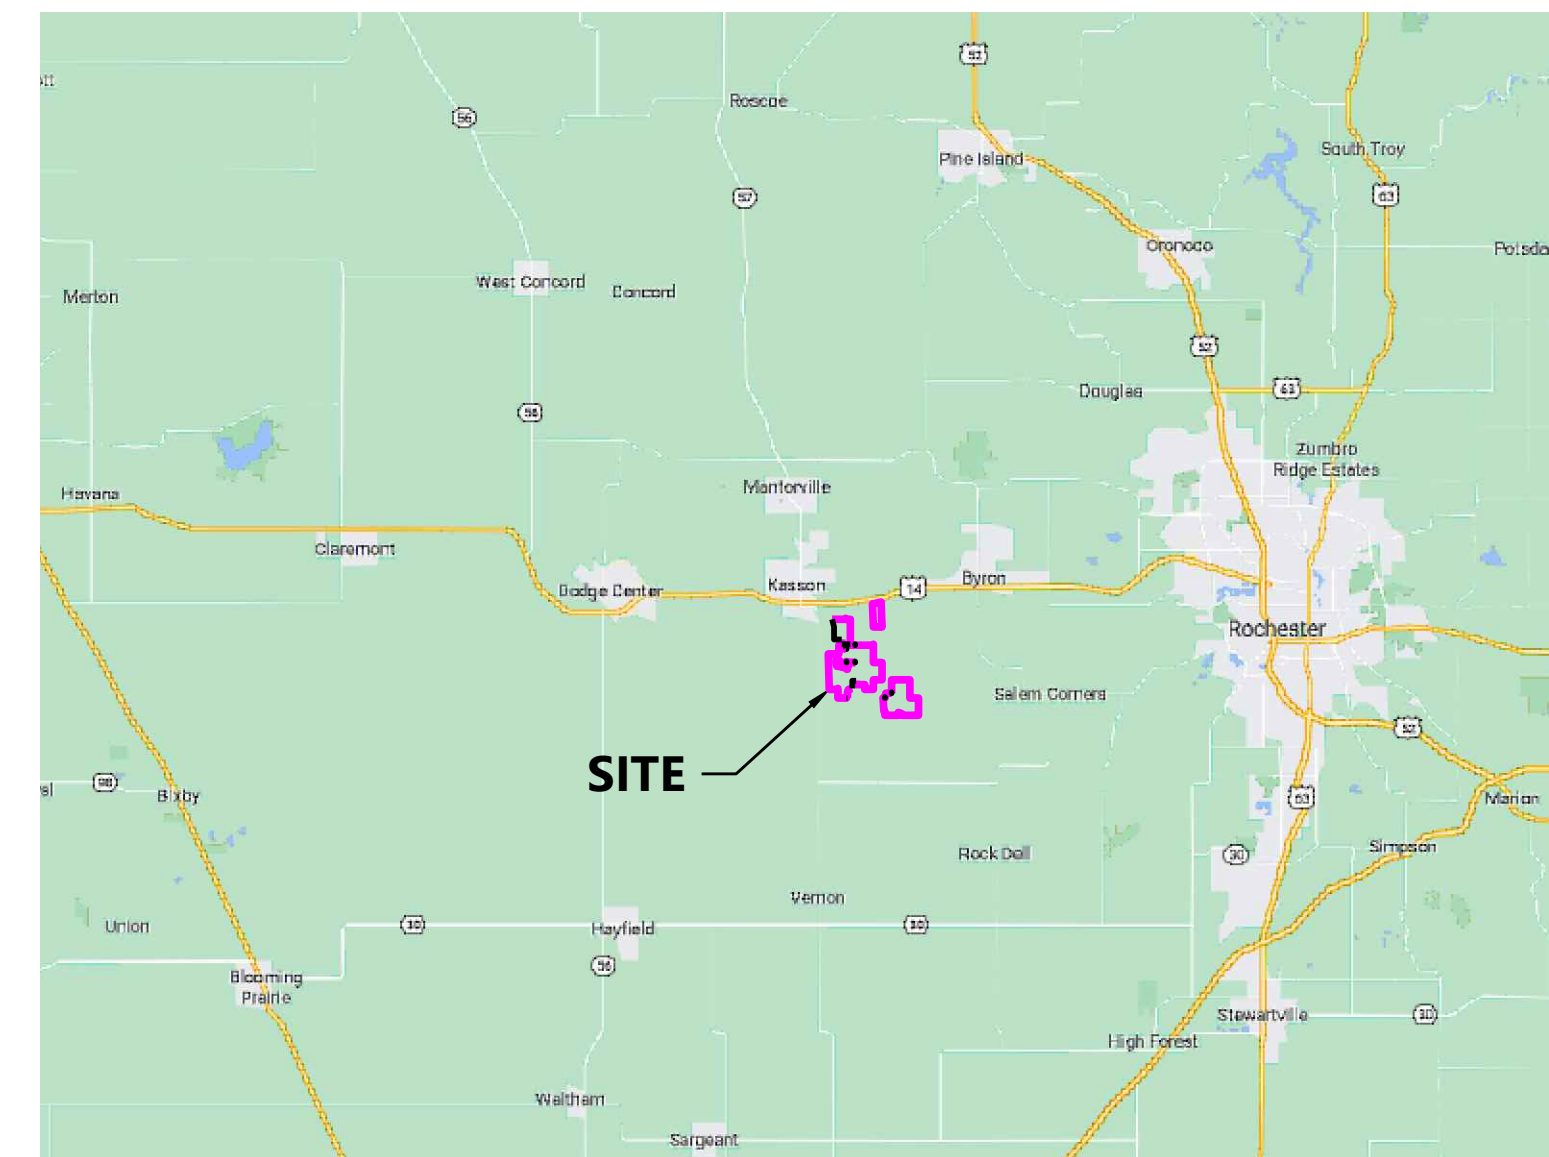 52
Roscoe
56
Pine Island
South Troy
57
63
Oronoco
Potsda
West Concord
Concord
Merton
52
Douglas
63
56
Zumbro
Ridge Estates
Mantorville
Havana
Claremont
Byron
Kasson
14
Dodge Center
Rochester
Salem Corners
52
SITE
Bixby
63
Marion
Simpson
Rock Dell
30
Vernon
Union
30
30
Hayfield
56
Blooming
Prairie
Stewartville
30
High Forest
Waltham
Sargeant